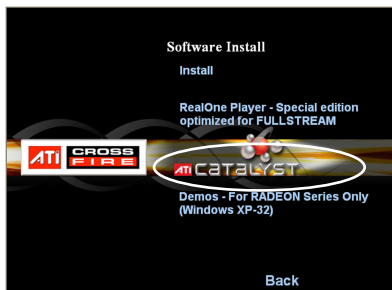 Software Install
Install
RealOne Player - Special edition
optimized for FULLSTREAM
ATi CROSS
FIRE
ATi CATALYST
Demos - For RADEON Series Only
(Windows XP-32)
Back